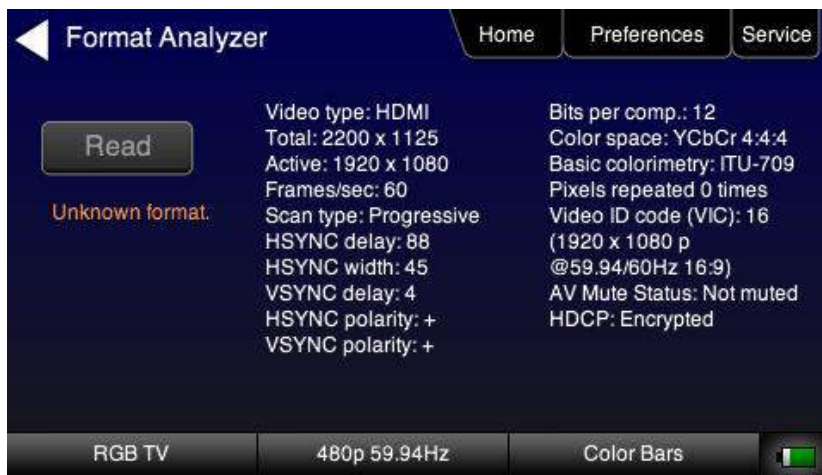 Format Analyzer
Home
Preferences
Service
Read
Unknown format.
Video type: HDMI
Total: 2200 x 1125
Active: 1920 x 1080
Frames/sec: 60
Scan type: Progressive
HSYNC delay: 88
HSYNC width: 45
VSYNC delay: 4
HSYNC polarity: +
VSYNC polarity: +
Bits per comp.: 12
Color space: YCbCr 4:4:4
Basic colorimetry: ITU-709
Pixels repeated 0 times
Video ID code (VIC): 16
(1920 x 1080 p
@59.94/60Hz 16:9)
AV Mute Status: Not muted
HDCP: Encrypted
RGB TV
480p 59.94Hz
Color Bars